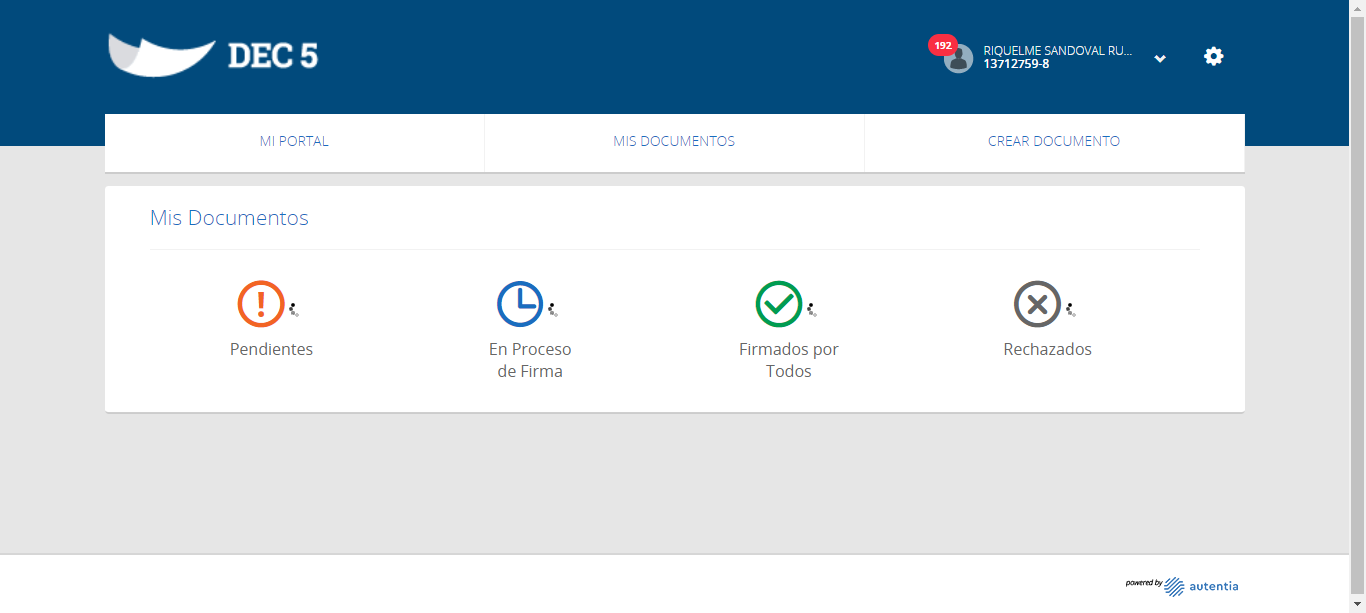 DEC 5
192
RIQUELME SANDOVAL RU...
13712759-8
MI PORTAL
MIS DOCUMENTOS
CREAR DOCUMENTO
Mis Documentos
Pendientes
En Proceso
de Firma
Firmados por
Todos
Rechazados
powered by
autentia